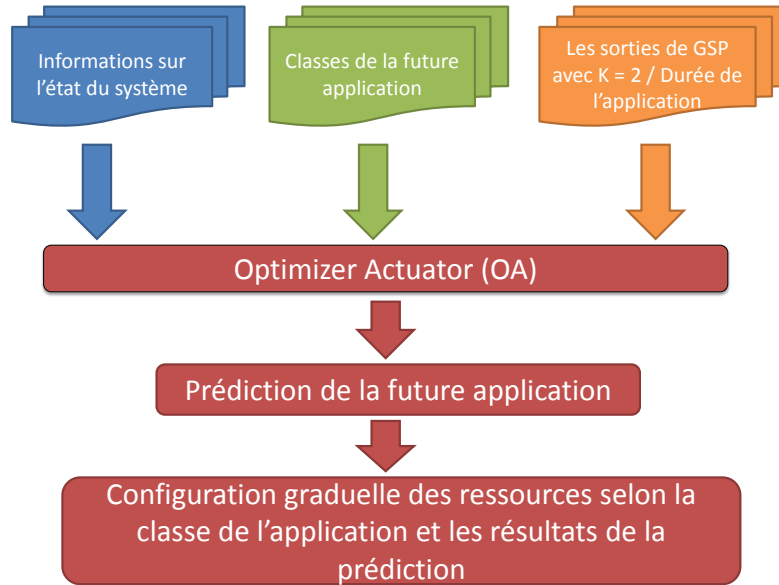 Informations sur
l'état du système
Classes de la future
application
Les sorties de GSP
avec K = 2 / Durée de
l'application
Optimizer Actuator (OA)
Prédiction de la future application
Configuration graduelle des ressources selon la
classe de l'application et les résultats de la
prédiction